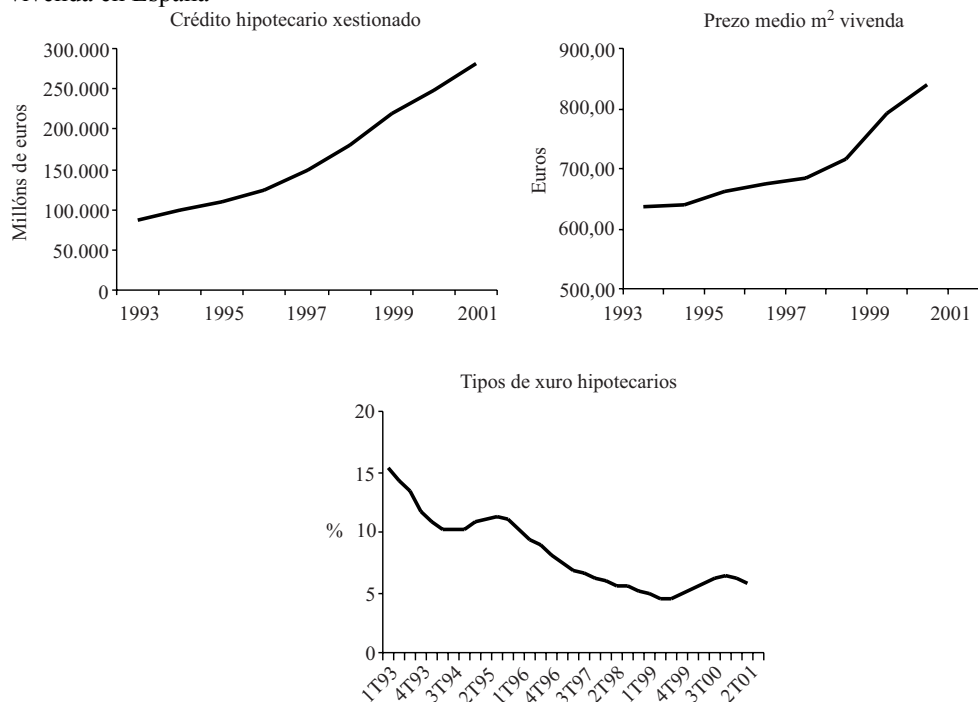 vivenda en España
Crédito hipotecario xestionado
300.000
250.000
200.000
150.000
100.000
50.000
0
Millóns de euros
1993 1995 1997 1999 2001
Prezo medio m² vivenda
900,00
800,00
700,00
600,00
500,00
Euros
1993 1995 1997 1999 2001
Tipos de xuro hipotecarios
20
15
10
5
0
%
1T93 4T93 3T94 2T95 1T96 4T96 3T97 2T98 1T99 4T99 3T00 2T01